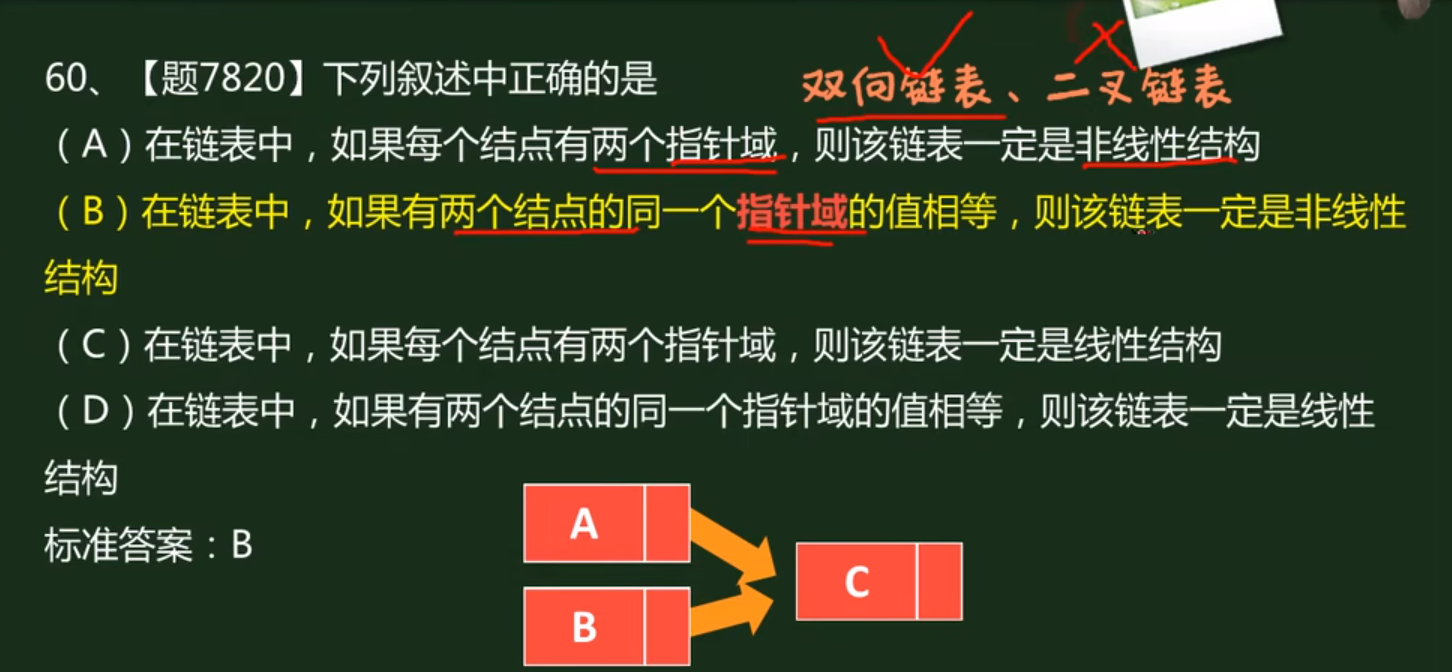 60、【题7820】下列叙述中正确的是
双向链表、二叉链表
（A）在链表中，如果每个结点有两个指针域，则该链表一定是非线性结构
（B）在链表中，如果有两个结点的同一个指针域的值相等，则该链表一定是非线性
结构
（C）在链表中，如果每个结点有两个指针域，则该链表一定是线性结构
（D）在链表中，如果有两个结点的同一个指针域的值相等，则该链表一定是线性
结构
标准答案：B
A
C
B